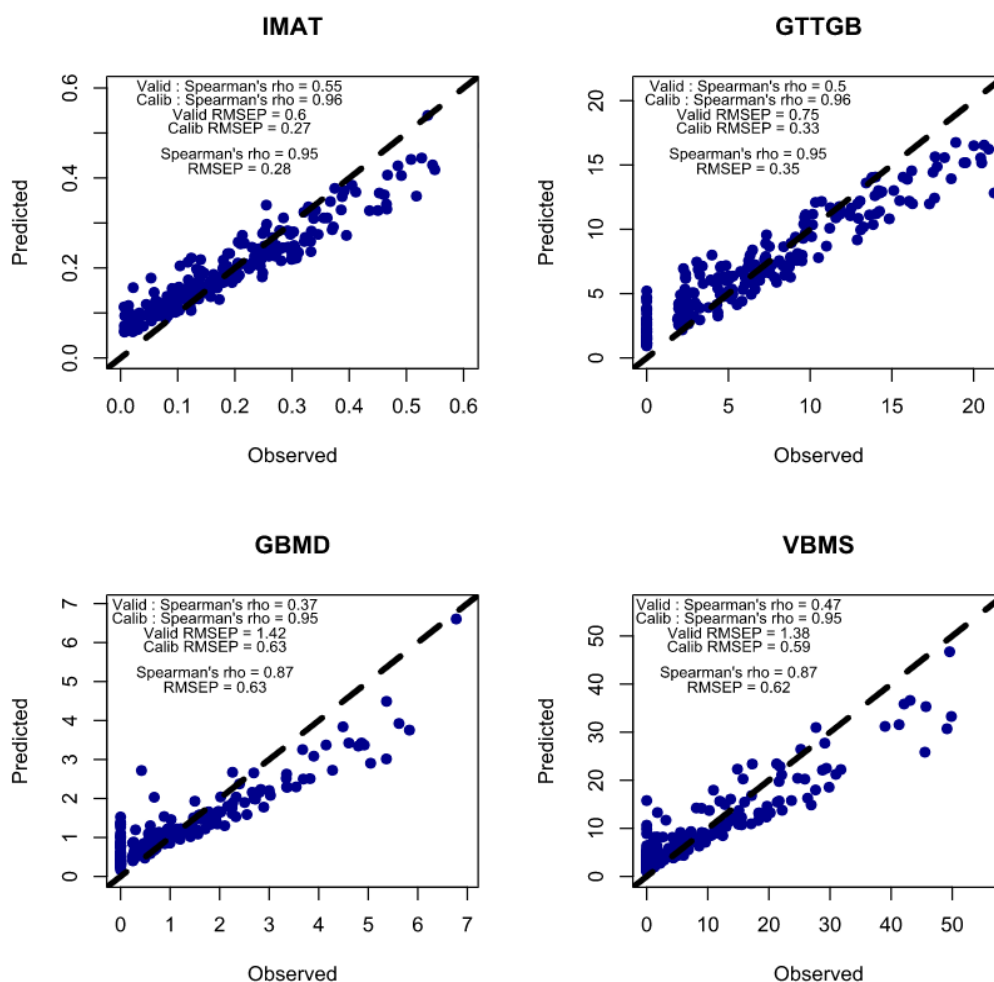 IMAT
Valid : Spearman's rho = 0.55
Calib : Spearman's rho = 0.96
Valid RMSEP = 0.6
Calib RMSEP = 0.27
Spearman's rho = 0.95
RMSEP = 0.28
Predicted
0.0
0.2
0.4
0.6
0.0 0.1 0.2 0.3 0.4 0.5 0.6
Observed
GTTGB
Valid : Spearman's rho = 0.5
Calib : Spearman's rho = 0.96
Valid RMSEP = 0.75
Calib RMSEP = 0.33
Spearman's rho = 0.95
RMSEP = 0.35
Predicted
0
5
10
15
20
0 5 10 15 20
Observed
GBMD
Valid : Spearman's rho = 0.37
Calib : Spearman's rho = 0.95
Valid RMSEP = 1.42
Calib RMSEP = 0.63
Spearman's rho = 0.87
RMSEP = 0.63
Predicted
0
1
2
3
4
5
6
7
0 1 2 3 4 5 6 7
Observed
VBMS
Valid : Spearman's rho = 0.47
Calib : Spearman's rho = 0.95
Valid RMSEP = 1.38
Calib RMSEP = 0.59
Spearman's rho = 0.87
RMSEP = 0.62
Predicted
0
10
20
30
40
50
0 10 20 30 40 50
Observed